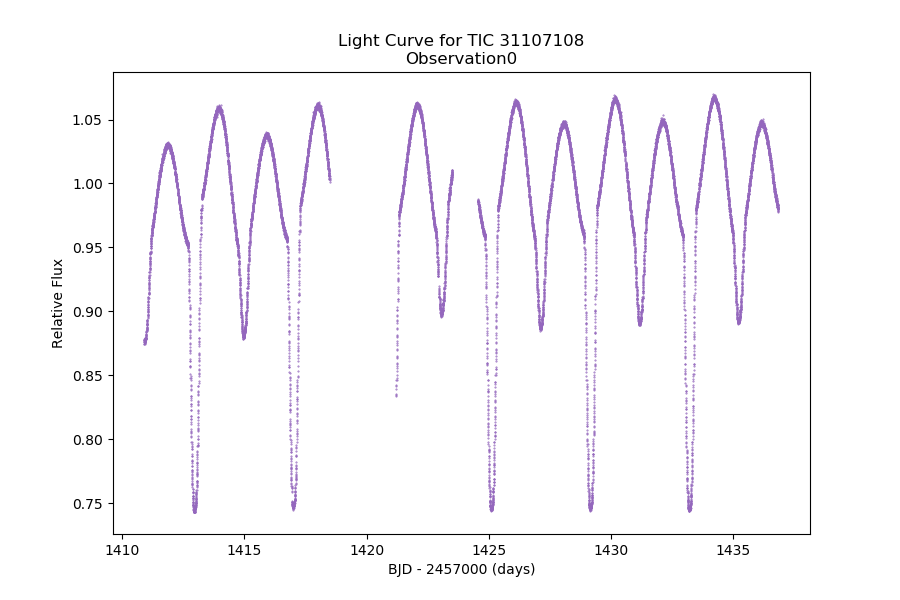 Light Curve for TIC 31107108
Observation0
1.05
1.00
0.95
0.90
0.85
0.80
0.75
Relative Flux
1410 1415 1420 1425 1430 1435
BJD - 2457000 (days)